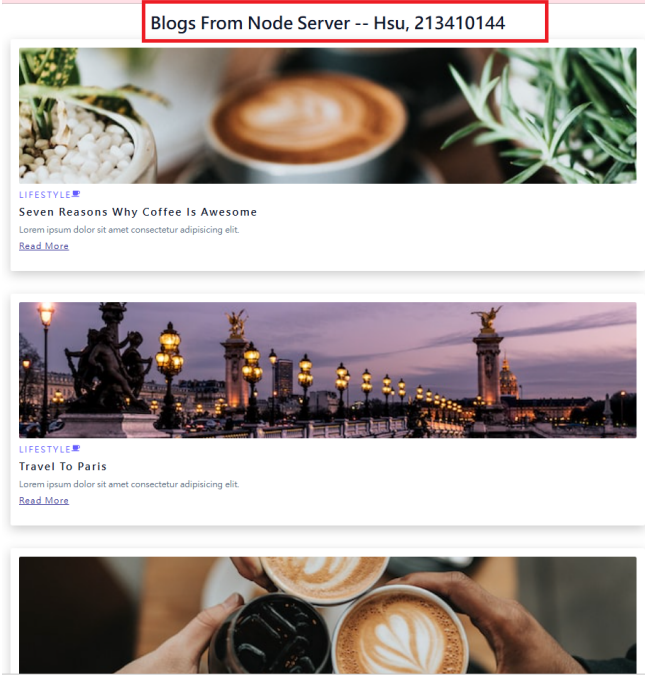 Blogs From Node Server -- Hsu, 213410144
LIFESTYLE
Seven Reasons Why Coffee Is Awesome
Lorem ipsum dolor sit amet consectetur adipisicing elit.
Read More
LIFESTYLE
Travel To Paris
Lorem ipsum dolor sit amet consectetur adipisicing elit.
Read More